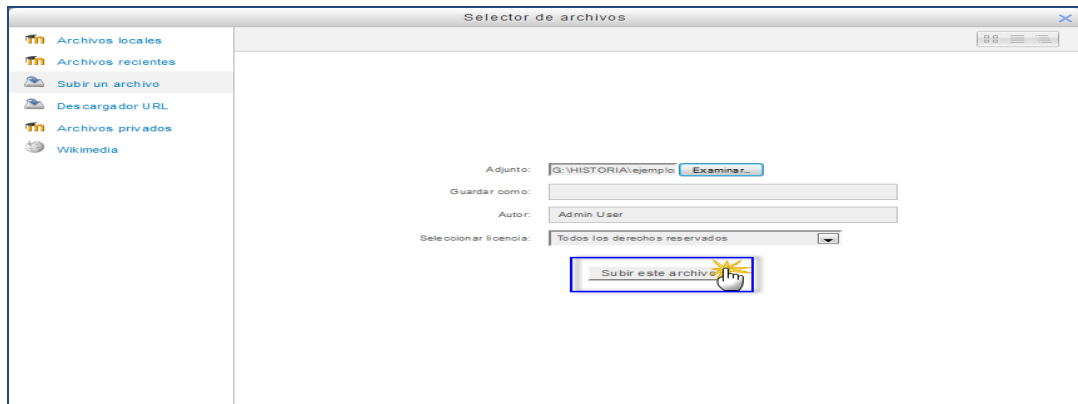 Selector de archivos
Archivos locales
Archivos recientes
Subir un archivo
Descargador URL
Archivos privados
Wikimedia
Adjunto: G:\HISTORIA\ejemplo Examinar...
Guardar como:
Autor: Admin User
Seleccionar licencia: Todos los derechos reservados
Subir este archivo